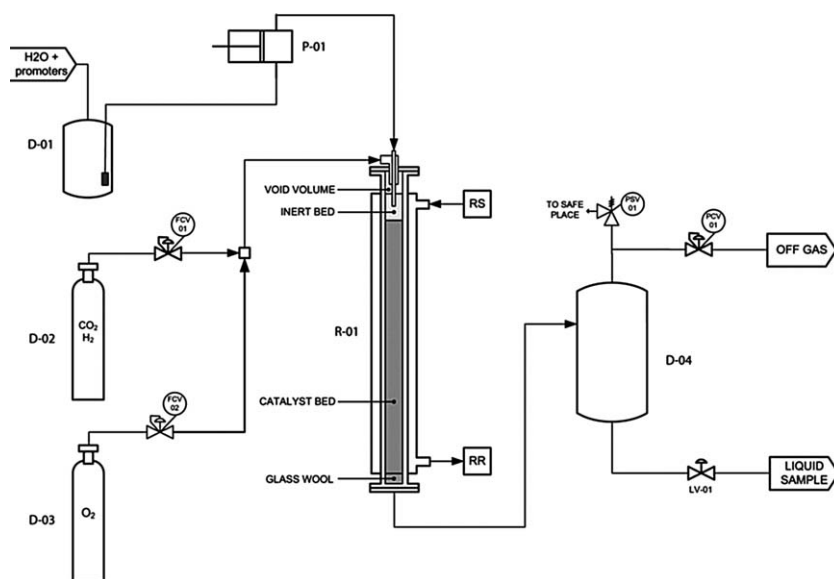 H2O +
promoters
P-01
D-01
VOID VOLUME
INERT BED
RS
TO SAFE
PLACE
PSV
01
PCV
01
OFF GAS
FCV
01
CO₂
H₂
D-02
R-01
D-04
FCV
02
CATALYST BED
RR
GLASS WOOL
LV-01
LIQUID
SAMPLE
D-03
O₂